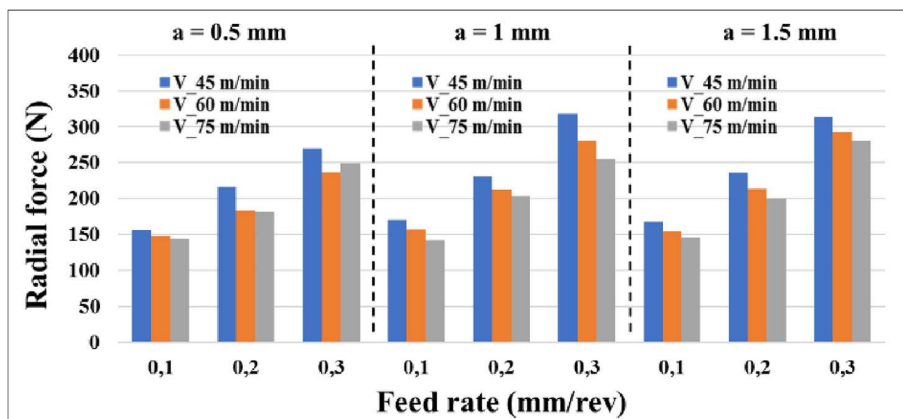 a = 0.5 mm
a = 1 mm
a = 1.5 mm
Radial force (N)
400
350
300
250
200
150
100
50
0
V_45 m/min
V_60 m/min
V_75 m/min
V_45 m/min
V_60 m/min
V_75 m/min
V_45 m/min
V_60 m/min
V_75 m/min
0,1 0,2 0,3 0,1 0,2 0,3 0,1 0,2 0,3
Feed rate (mm/rev)